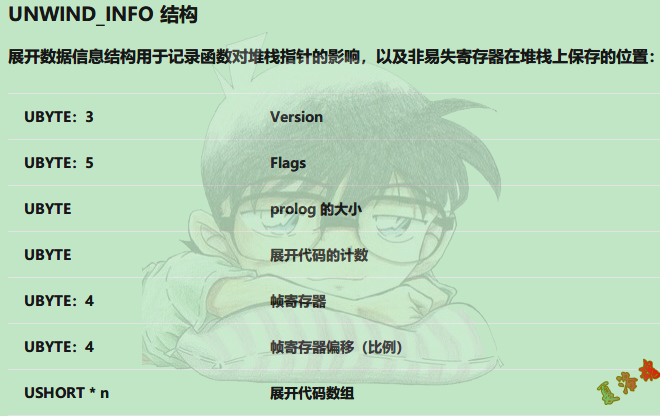 UNWIND_INFO 结构
展开数据信息结构用于记录函数对堆栈指针的影响，以及非易失寄存器在堆栈上保存的位置：
UBYTE：3 Version
UBYTE：5 Flags
UBYTE prolog 的大小
UBYTE 展开代码的计数
UBYTE：4 帧寄存器
UBYTE：4 帧寄存器偏移（比例）
USHORT * n 展开代码数组